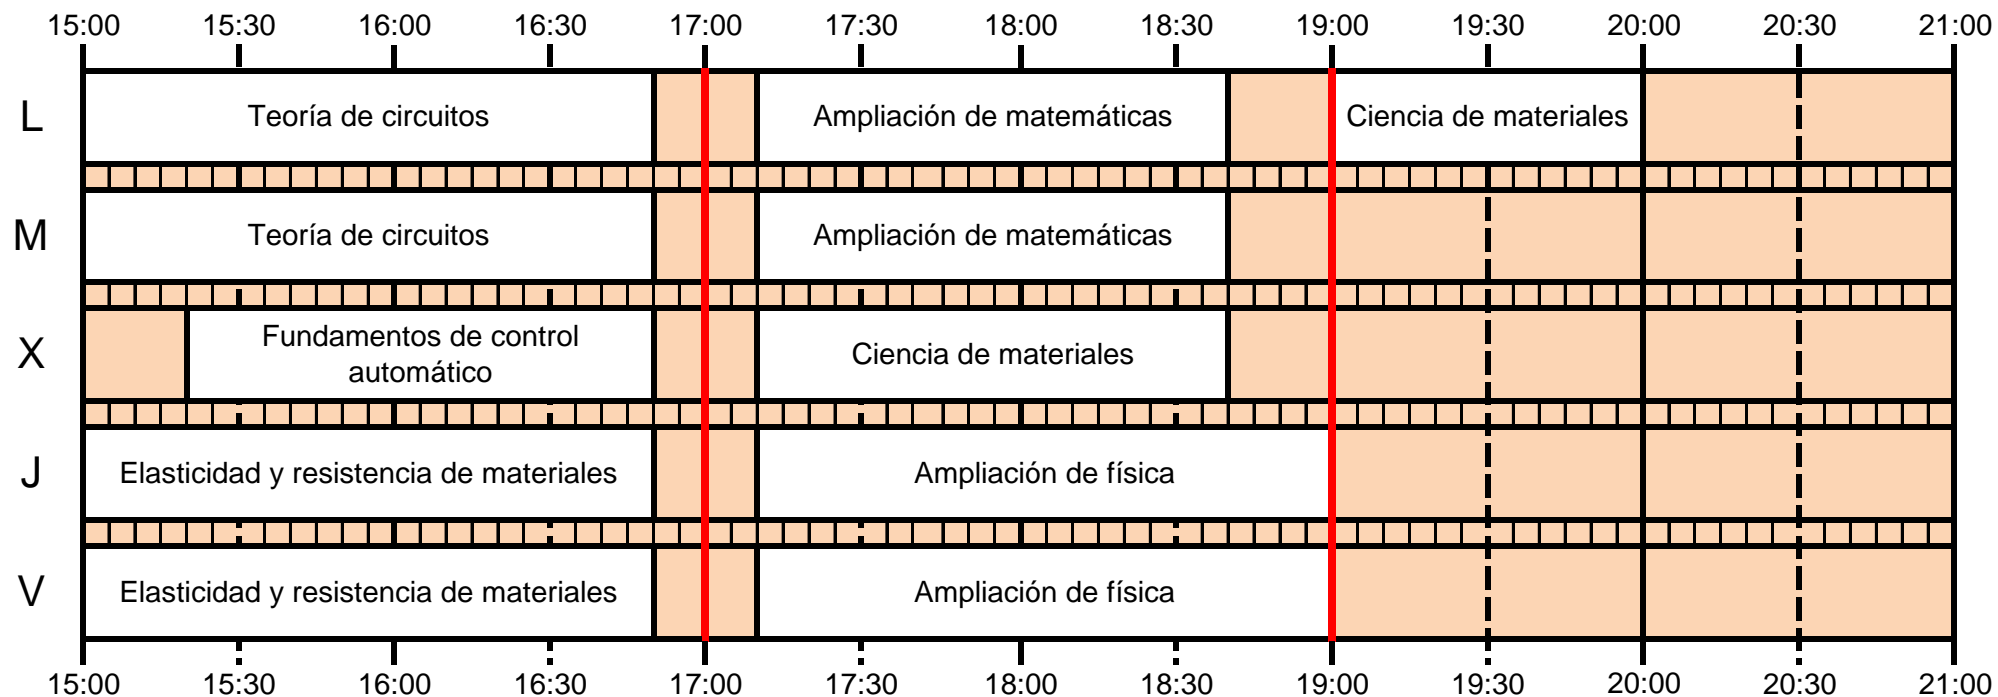 15:00 15:30 16:00 16:30 17:00 17:30 18:00 18:30 19:00 19:30 20:00 20:30 21:00
L Teoría de circuitos Ampliación de matemáticas Ciencia de materiales
M Teoría de circuitos Ampliación de matemáticas
X Fundamentos de control
automático Ciencia de materiales
J Elasticidad y resistencia de materiales Ampliación de física
V Elasticidad y resistencia de materiales Ampliación de física
15:00 15:30 16:00 16:30 17:00 17:30 18:00 18:30 19:00 19:30 20:00 20:30 21:00